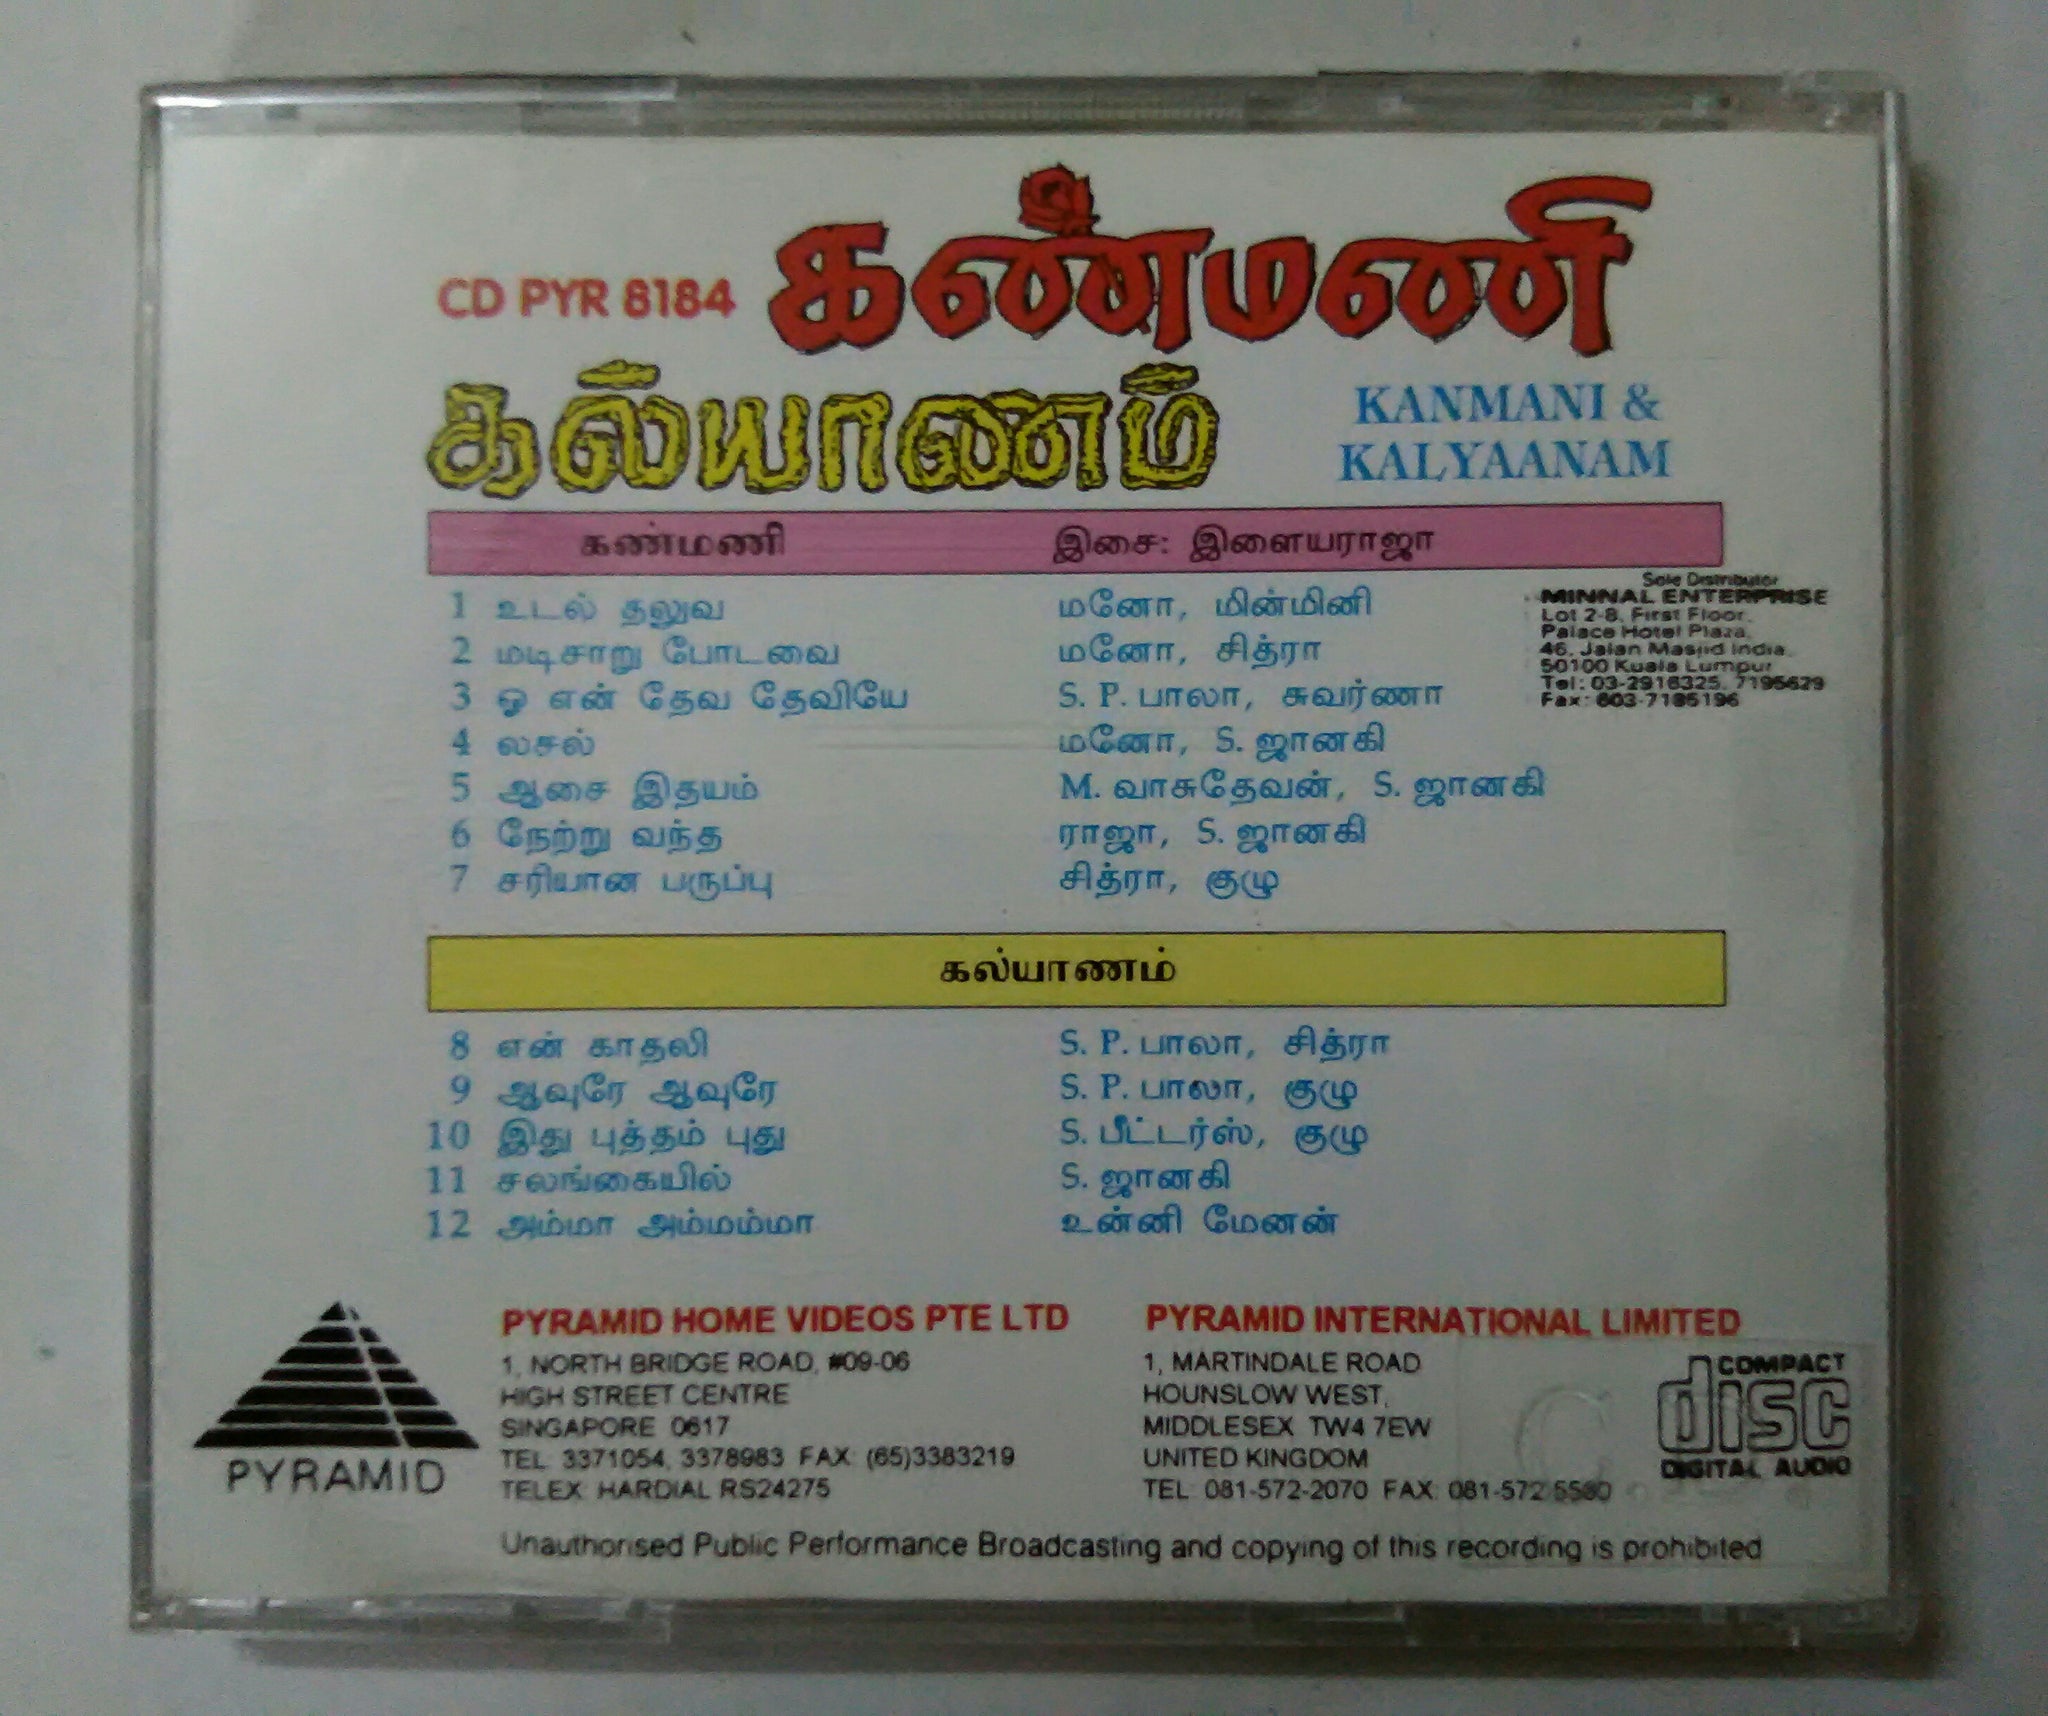 CD PYR 8184 கண்மணி
கல்யாணம் KANMANI &
KALYAANAM
கண்மணி இசை: இளையராஜா
1 உடல் தழுவ மனோ, மின்மினி
2 மடிசாறு போடவை மனோ, சித்ரா
3 ஓ என் தேவ தேவியே S. P. பாலா, சுவர்ணா
4 லசல் மனோ, S. ஜானகி
5 ஆசை இதயம் M. வாசுதேவன், S. ஜானகி
6 நேற்று வந்த ராஜா, S. ஜானகி
7 சரியான பருப்பு சித்ரா, குழு
Sole Distributor
MINNAL ENTERPRISE
Lot 2-8, First Floor,
Palace Hotel Plaza,
46, Jalan Masjid India,
50100 Kuala Lumpur
Tel: 03-2916325, 7195629
Fax: 603-7185196
கல்யாணம்
8 என் காதலி S. P. பாலா, சித்ரா
9 ஆவுரே ஆவுரே S. P. பாலா, குழு
10 இது புத்தம் புது S. பீட்டர்ஸ், குழு
11 சலங்கையில் S. ஜானகி
12 அம்மா அம்மம்மா உன்னி மேனன்
PYRAMID
PYRAMID HOME VIDEOS PTE LTD
1, NORTH BRIDGE ROAD, #09-06
HIGH STREET CENTRE
SINGAPORE 0617
TEL: 3371054, 3378983 FAX: (65)3383219
TELEX: HARDIAL RS24275
PYRAMID INTERNATIONAL LIMITED
1, MARTINDALE ROAD
HOUNSLOW WEST,
MIDDLESEX TW4 7EW
UNITED KINGDOM
TEL: 081-572-2070 FAX: 081-572 5580
COMPACT
disc
DIGITAL AUDIO
Unauthorised Public Performance Broadcasting and copying of this recording is prohibited